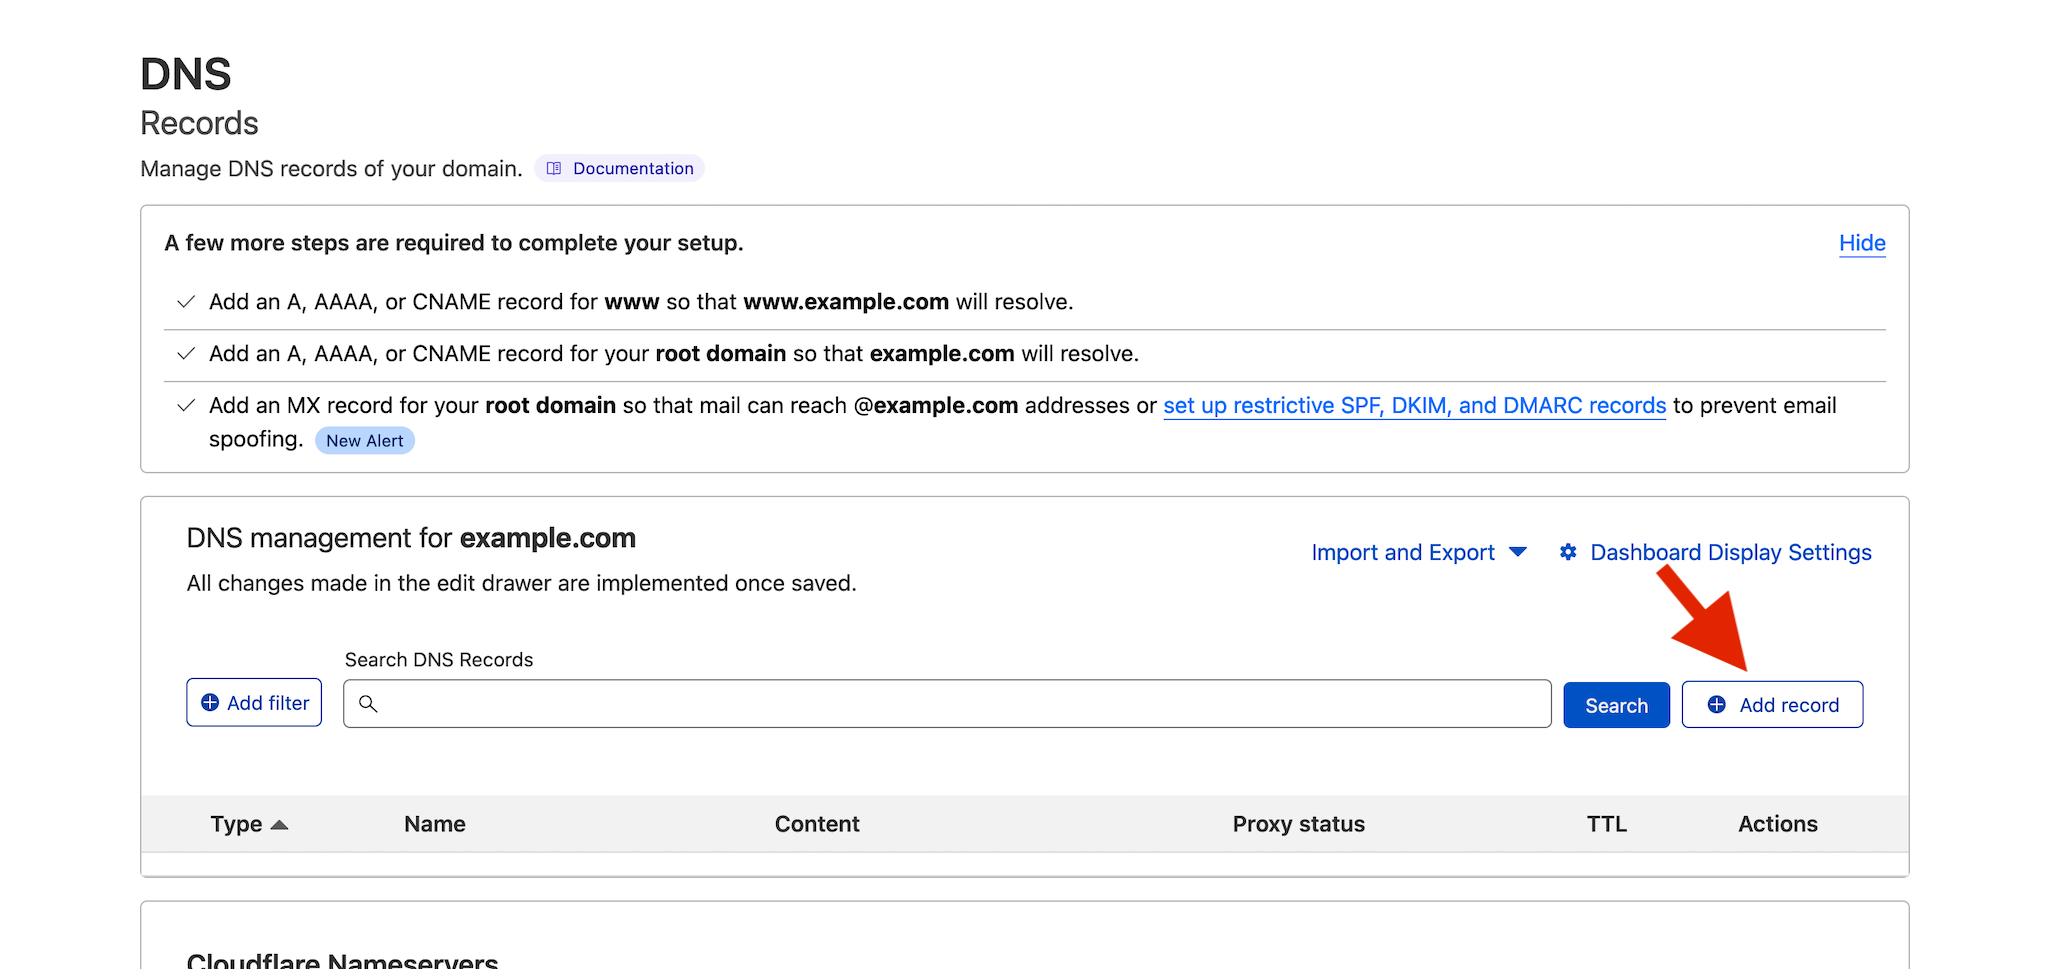 DNS
Records
Manage DNS records of your domain. Documentation
A few more steps are required to complete your setup. Hide
Add an A, AAAA, or CNAME record for www so that www.example.com will resolve.
Add an A, AAAA, or CNAME record for your root domain so that example.com will resolve.
Add an MX record for your root domain so that mail can reach @example.com addresses or set up restrictive SPF, DKIM, and DMARC records to prevent email
spoofing. New Alert
DNS management for example.com
Import and Export Dashboard Display Settings
All changes made in the edit drawer are implemented once saved.
Search DNS Records
Add filter Search Add record
Type Name Content Proxy status TTL Actions
Cloudflare Nameservers